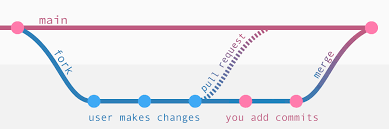 main
fork
pull request
merge
user makes changes
you add commits